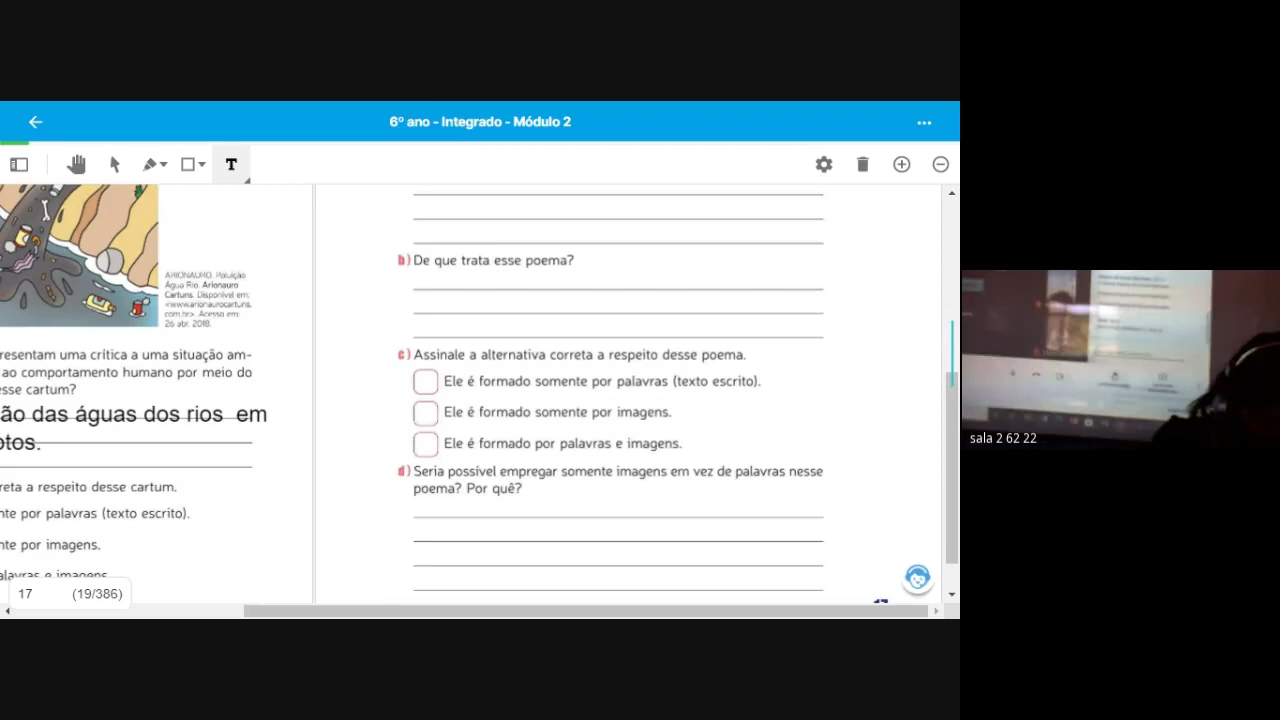 6º ano - Integrado - Módulo 2
T
ARIONAURO. Poluição
Água Rio. Arionauro
Cartuns. Disponível em:
<www.arionaurocartuns.
com.br>. Acesso em:
26 abr. 2018.
resentam uma crítica a uma situação am-
ao comportamento humano por meio do
esse cartum?
ão das águas dos rios em
otos.
reta a respeito desse cartum.
nte por palavras (texto escrito).
nte por imagens.
alavras e imagens
17 (19/386)
b) De que trata esse poema?
c) Assinale a alternativa correta a respeito desse poema.
Ele é formado somente por palavras (texto escrito).
Ele é formado somente por imagens.
Ele é formado por palavras e imagens.
d) Seria possível empregar somente imagens em vez de palavras nesse
poema? Por quê?
sala 2 62 22